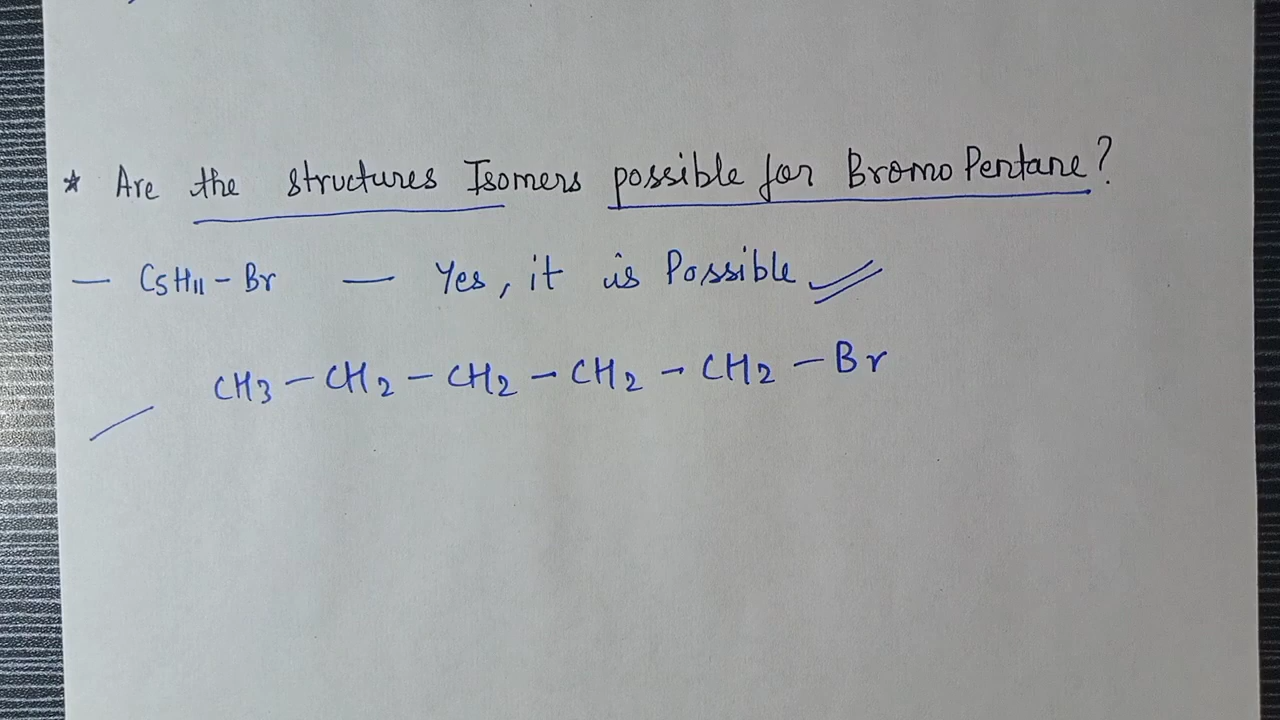 * Are the structures Isomers possible for Bromo Pentane?
— C5H11 - Br — Yes, it is Possible
CH3 - CH2 - CH2 - CH2 - CH2 - Br